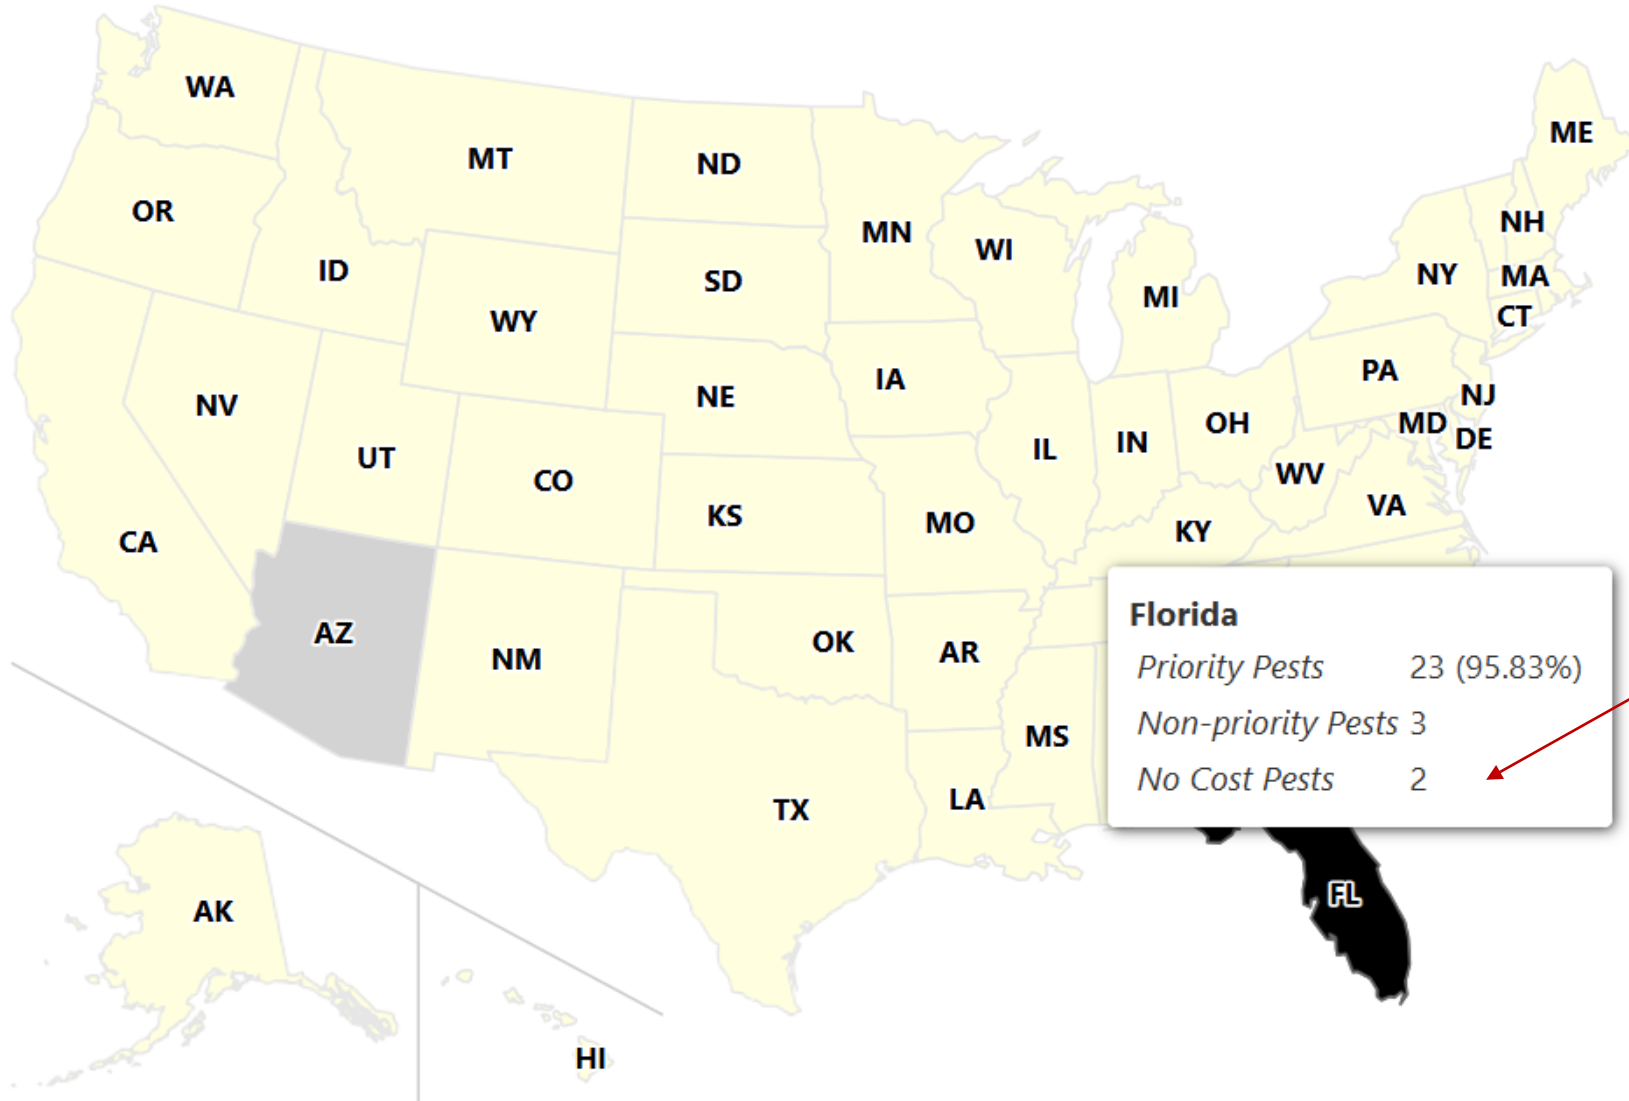 WA
MT
ND
ME
OR
MN
WI
NH
ID
SD
MI
NY
MA
WY
CT
NV
NE
IA
PA
NJ
UT
CO
IL
IN
OH
MD
DE
WV
VA
CA
KS
MO
KY
AZ
NM
OK
AR
MS
TX
LA
Florida
Priority Pests 23 (95.83%)
Non-priority Pests 3
No Cost Pests 2
FL
AK
HI